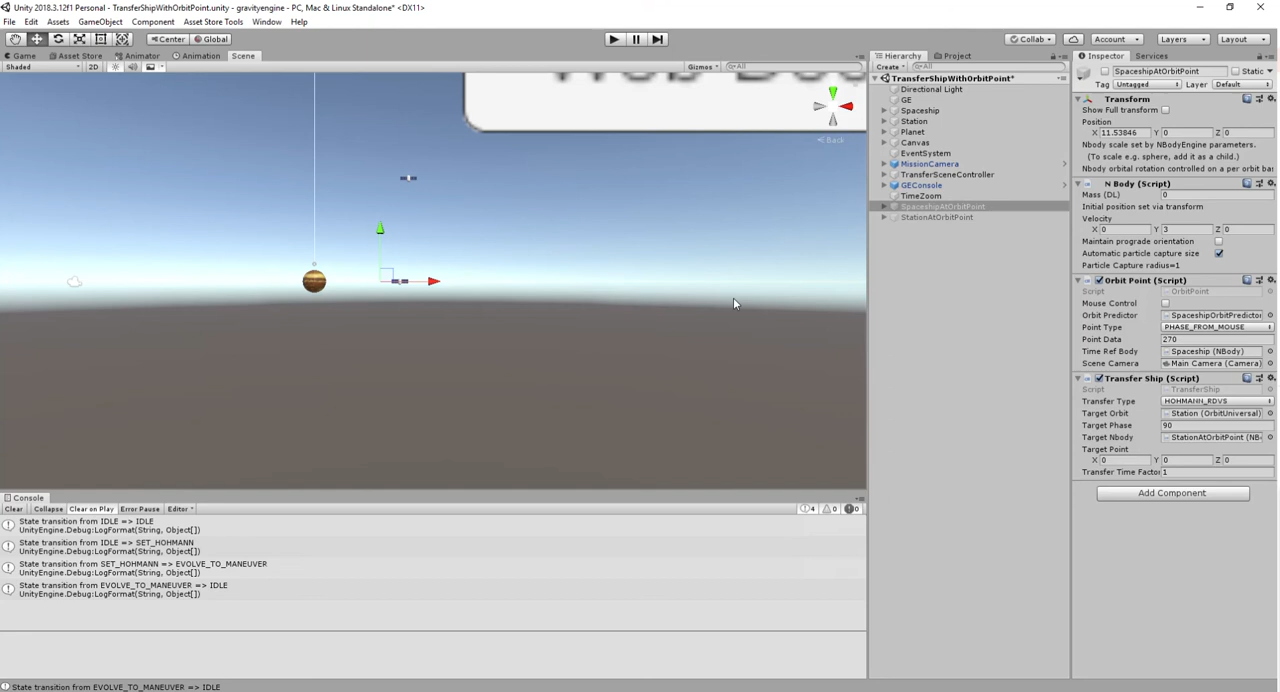 Unity 2018.3.12f1 Personal - TransferShipWithOrbitPoint.unity - gravityengine - PC, Mac & Linux Standalone* <DX11>
File Edit Assets GameObject Component Asset Store Tools Window Help
Center Global Collab Account Layers Layout
Game Asset Store Animator Animation Scene
Shaded 2D Gizmos All
Back
Hierarchy Project
Create All
TransferShipWithOrbitPoint*
Directional Light
GE
Spaceship
Station
Planet
Canvas
EventSystem
MissionCamera
TransferSceneController
GEConsole
TimeZoom
SpaceshipAtOrbitPoint
StationAtOrbitPoint
Inspector Services
SpaceshipAtOrbitPoint Static
Tag Untagged Layer Default
Transform
Show Full transform
Position
X 11.53846 Y 0 Z 0
Nbody scale set by NBodyEngine parameters.
(To scale e.g. sphere, add it as a child.)
Nbody orbital rotation controlled on a per orbit ba
N Body (Script)
Mass (DL) 0
Initial position set via transform
Velocity
X 0 Y 3 Z 0
Maintain prograde orientation
Automatic particle capture size
Particle Capture radius=1
Orbit Point (Script)
Script OrbitPoint
Mouse Control
Orbit Predictor SpaceshipOrbitPredictor
Point Type PHASE_FROM_MOUSE
Point Data 270
Time Ref Body Spaceship (NBody)
Scene Camera Main Camera (Camera)
Transfer Ship (Script)
Script TransferShip
Transfer Type HOHMANN_RDVS
Target Orbit Station (OrbitUniversal)
Target Phase 90
Target Nbody StationAtOrbitPoint (NB
Target Point
X 0 Y 0 Z 0
Transfer Time Factor 1
Add Component
Console
Clear Collapse Clear on Play Error Pause Editor 4 0 0
State transition from IDLE => IDLE
UnityEngine.Debug:LogFormat(String, Object[])
State transition from IDLE => SET_HOHMANN
UnityEngine.Debug:LogFormat(String, Object[])
State transition from SET_HOHMANN => EVOLVE_TO_MANEUVER
UnityEngine.Debug:LogFormat(String, Object[])
State transition from EVOLVE_TO_MANEUVER => IDLE
UnityEngine.Debug:LogFormat(String, Object[])
State transition from EVOLVE_TO_MANEUVER => IDLE